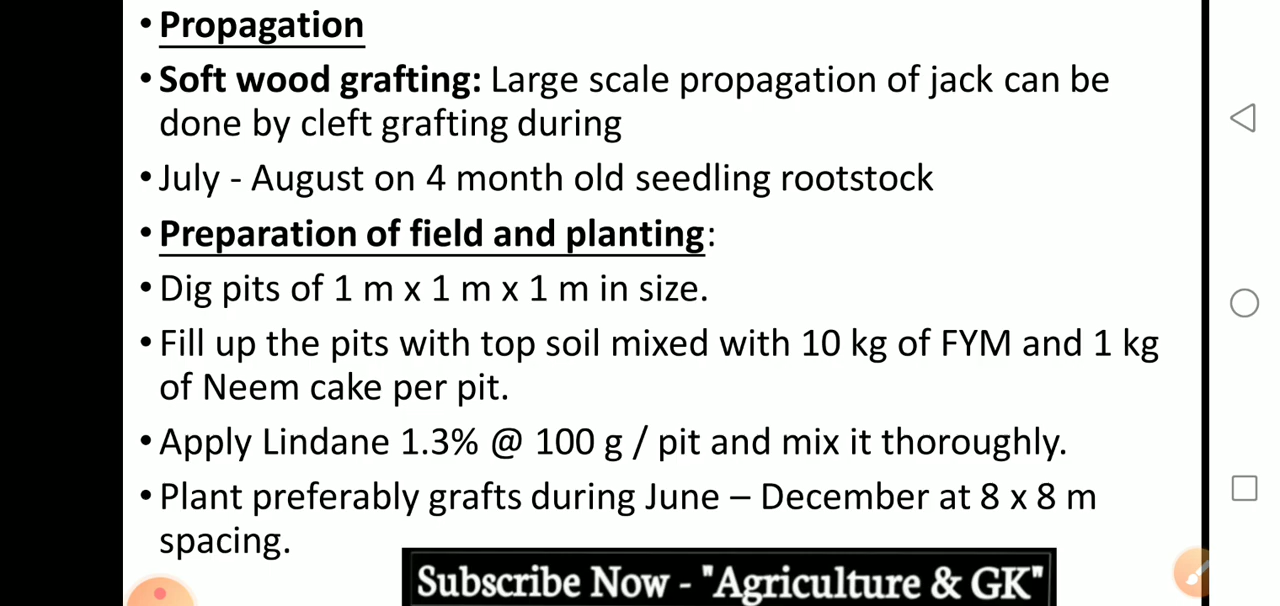 • Propagation
• Soft wood grafting: Large scale propagation of jack can be
done by cleft grafting during
• July - August on 4 month old seedling rootstock
• Preparation of field and planting:
• Dig pits of 1 m x 1 m x 1 m in size.
• Fill up the pits with top soil mixed with 10 kg of FYM and 1 kg
of Neem cake per pit.
• Apply Lindane 1.3% @ 100 g / pit and mix it thoroughly.
• Plant preferably grafts during June – December at 8 x 8 m
spacing.
Subscribe Now - "Agriculture & GK"